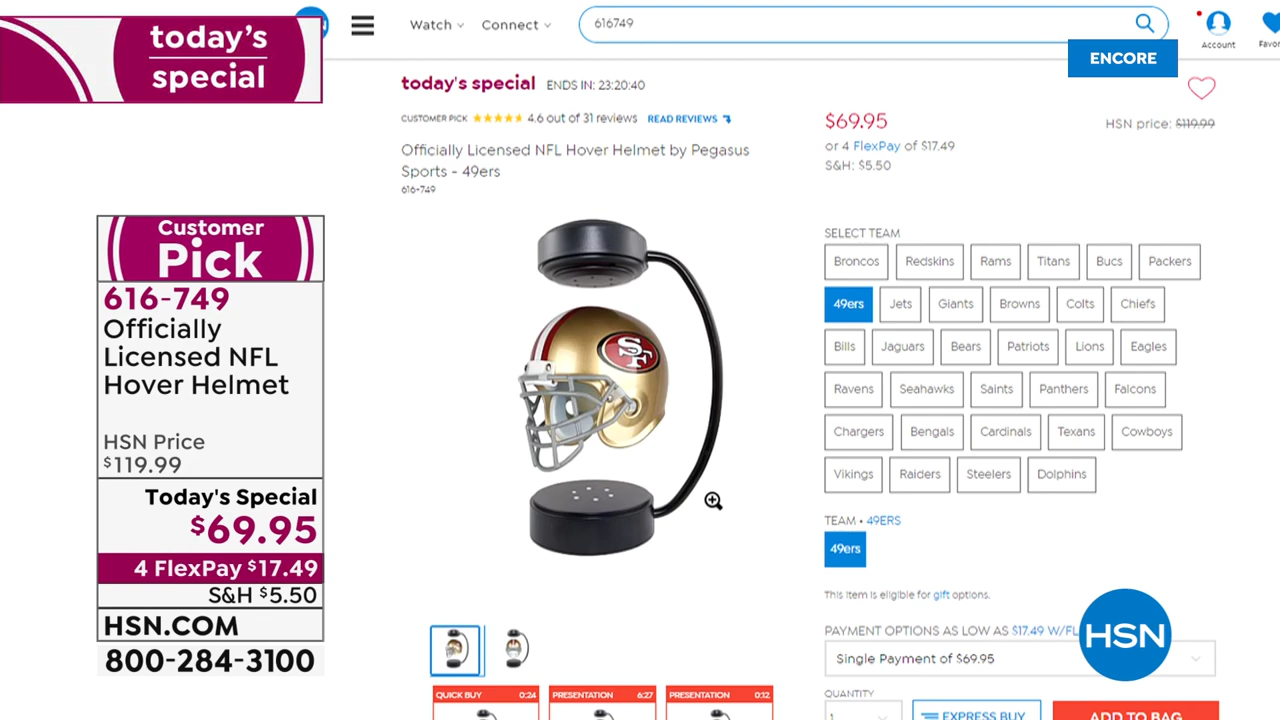 today's
special
Watch
Connect
616749
Account
ENCORE
today's special ENDS IN: 23:20:40
CUSTOMER PICK 4.6 out of 31 reviews READ REVIEWS
Officially Licensed NFL Hover Helmet by Pegasus
Sports - 49ers
616-749
$69.95
HSN price: $119.99
or 4 FlexPay of $17.49
S&H: $5.50
Customer
Pick
616-749
Officially
Licensed NFL
Hover Helmet
HSN Price
$119.99
Today's Special
$69.95
4 FlexPay $17.49
S&H $5.50
HSN.COM
800-284-3100
SF
SELECT TEAM
Broncos Redskins Rams Titans Bucs Packers
49ers Jets Giants Browns Colts Chiefs
Bills Jaguars Bears Patriots Lions Eagles
Ravens Seahawks Saints Panthers Falcons
Chargers Bengals Cardinals Texans Cowboys
Vikings Raiders Steelers Dolphins
TEAM • 49ERS
49ers
This item is eligible for gift options.
PAYMENT OPTIONS AS LOW AS $17.49 W/FL
HSN
Single Payment of $69.95
QUANTITY
1
EXPRESS BUY
ADD TO BAG
QUICK BUY 0:24
PRESENTATION 6:27
PRESENTATION 0:12